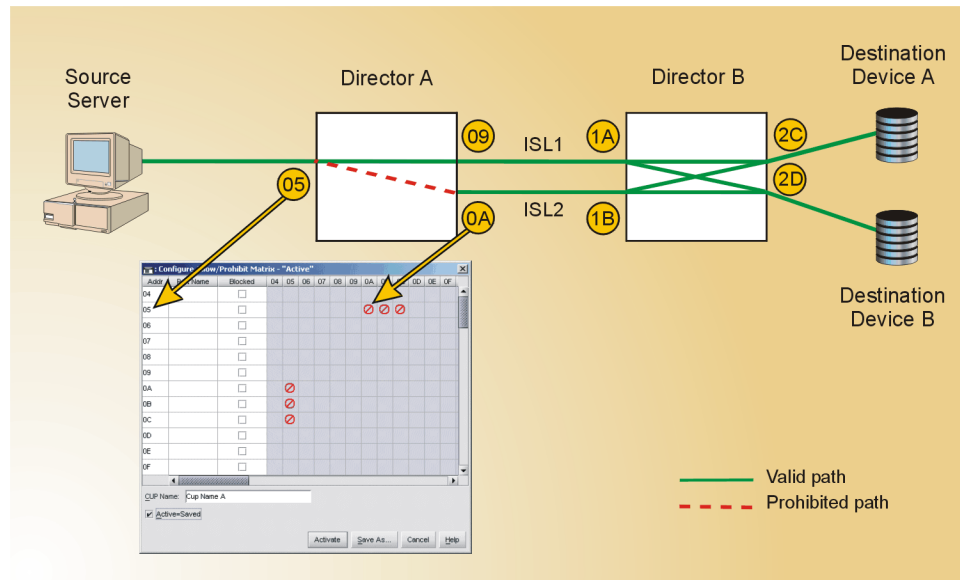 Source
Server
Director A
Director B
Destination
Device A
09
ISL1
1A
2C
05
2D
0A
ISL2
1B
Destination
Device B
Prohibit Matrix - "Active"
Blocked 04 05 06 07 08 09 0A 0D 0E 0F
04
05
06
07
08
09
0A
0B
0C
0D
0E
0F
CUP Name: Cup Name A
Active=Saved
Activate Save As... Cancel Help
Valid path
Prohibited path